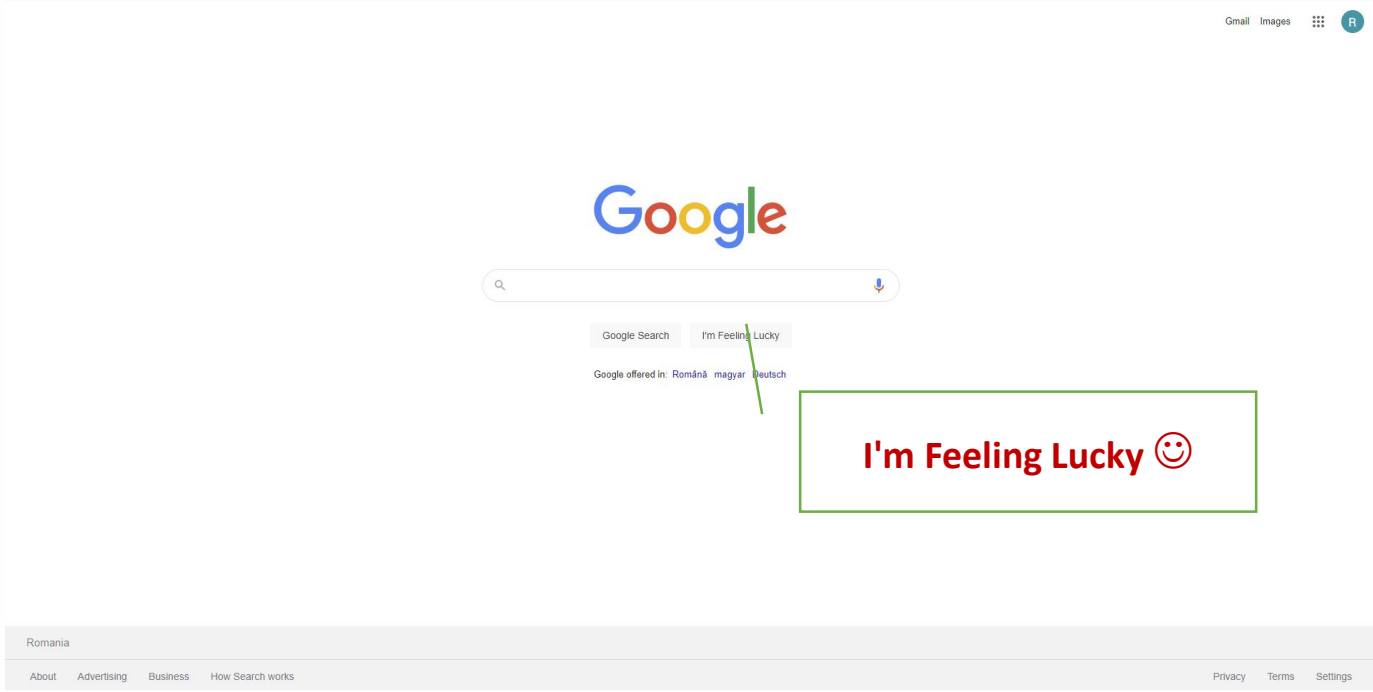 Gmail Images R
Google
Google Search I'm Feeling Lucky
Google offered in: Română magyar Deutsch
I'm Feeling Lucky ☺
Romania
About Advertising Business How Search works Privacy Terms Settings